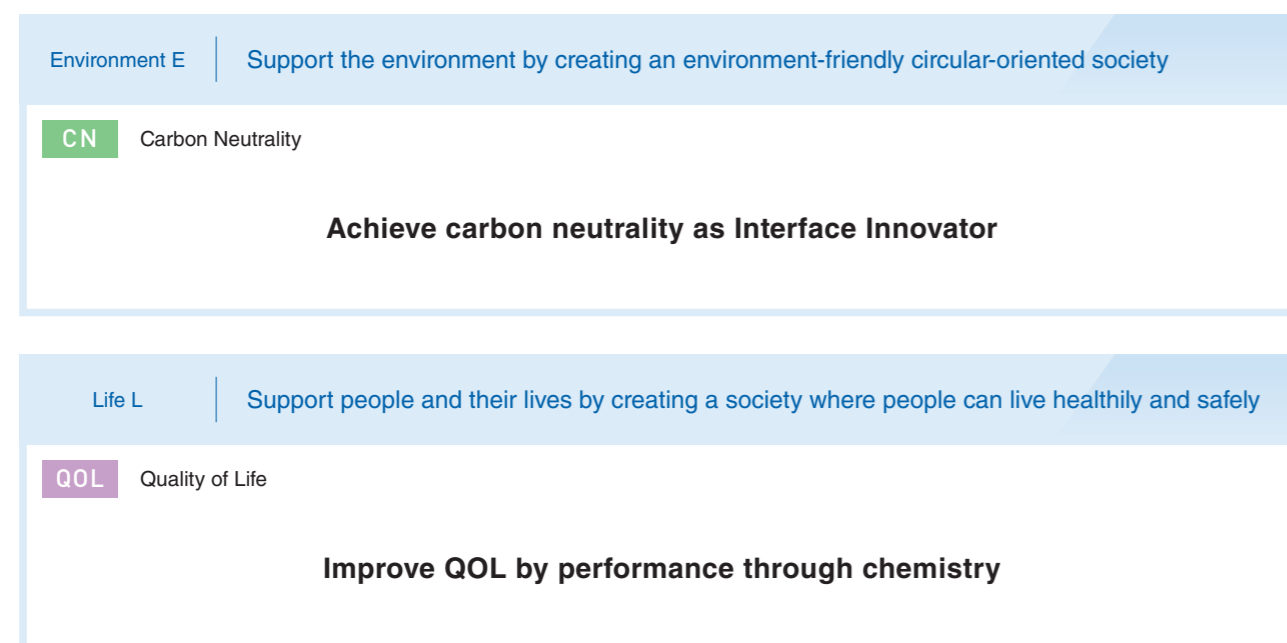 Environment E
Support the environment by creating an environment-friendly circular-oriented society
CN
Carbon Neutrality
Achieve carbon neutrality as Interface Innovator
Life L
Support people and their lives by creating a society where people can live healthily and safely
QOL
Quality of Life
Improve QOL by performance through chemistry